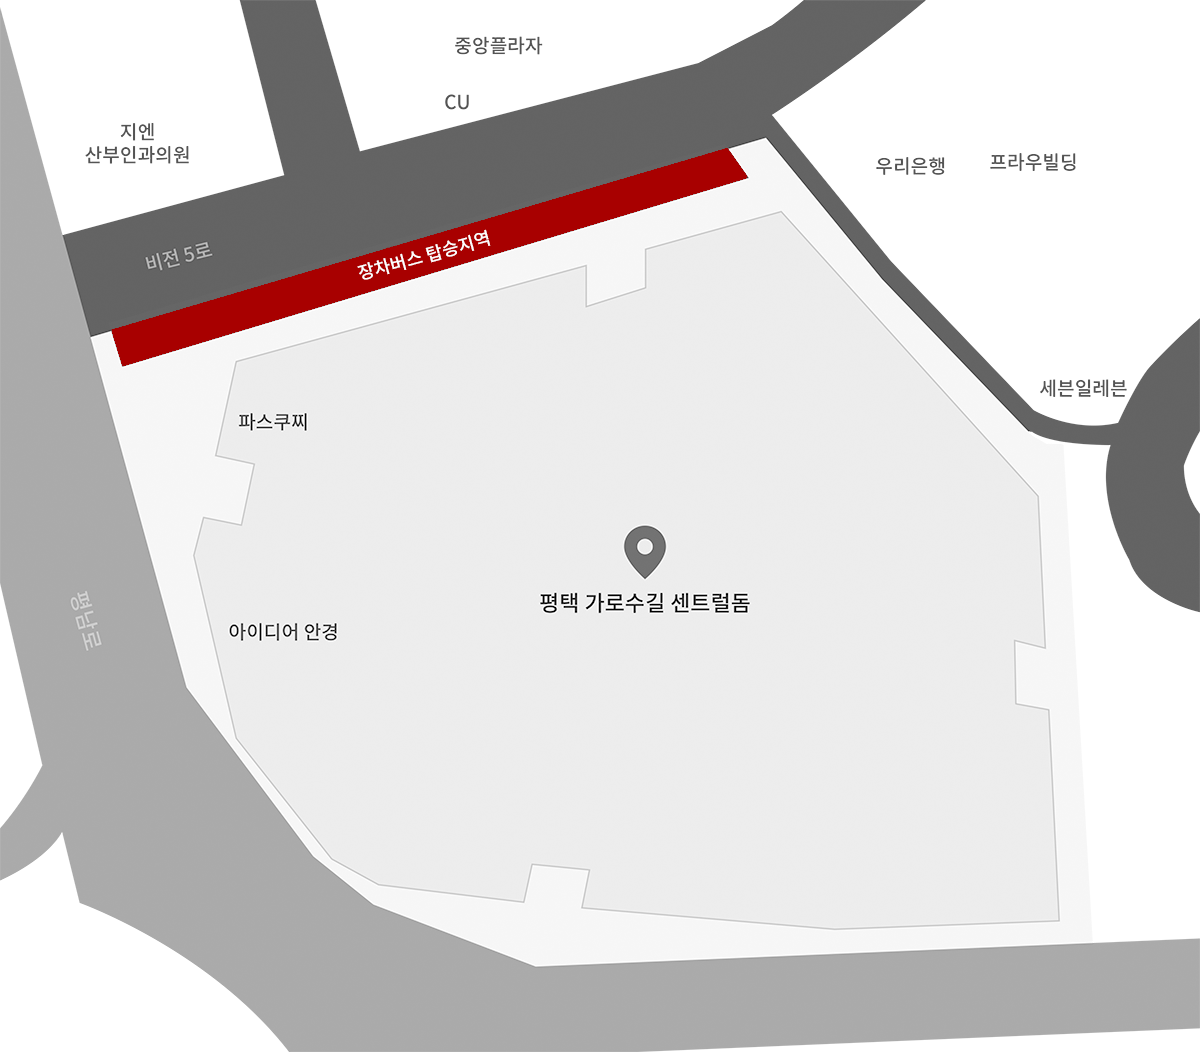 중앙플라자
CU
지엔
산부인과의원
우리은행
프라우빌딩
비전 5로
장차버스 탑승지역
세븐일레븐
파스쿠찌
평택 가로수길 센트럴돔
아이디어 안경
평남로